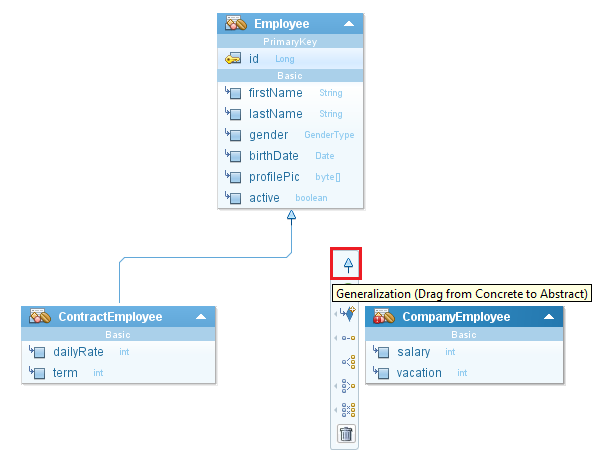 Employee
PrimaryKey
id Long
Basic
firstName String
lastName String
gender GenderType
birthDate Date
profilePic byte[]
active boolean
Generalization (Drag from Concrete to Abstract)
ContractEmployee
Basic
dailyRate int
term int
CompanyEmployee
Basic
salary int
vacation int